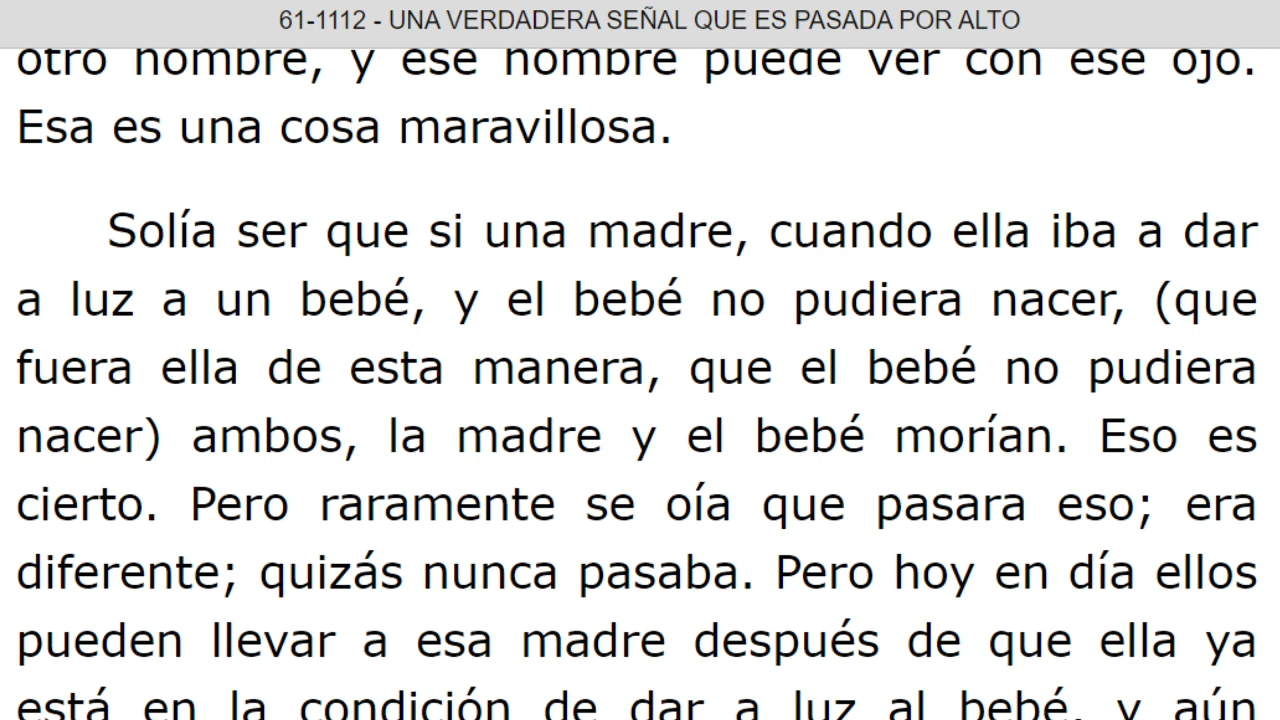 61-1112 - UNA VERDADERA SEÑAL QUE ES PASADA POR ALTO
otro hombre, y ese hombre puede ver con ese ojo.
Esa es una cosa maravillosa.
Solía ser que si una madre, cuando ella iba a dar
a luz a un bebé, y el bebé no pudiera nacer, (que
fuera ella de esta manera, que el bebé no pudiera
nacer) ambos, la madre y el bebé morían. Eso es
cierto. Pero raramente se oía que pasara eso; era
diferente; quizás nunca pasaba. Pero hoy en día ellos
pueden llevar a esa madre después de que ella ya
está en la condición de dar a luz al bebé, y aún